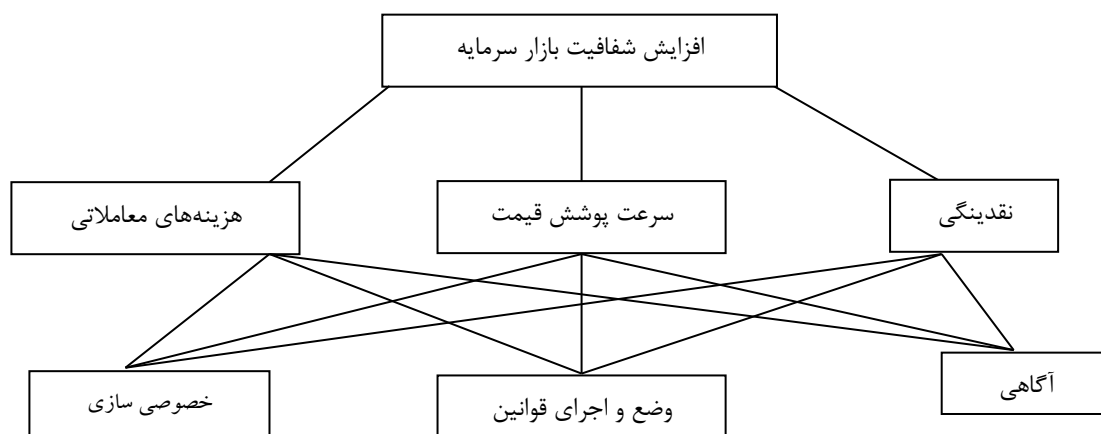 افزایش شفافیت بازار سرمایه
نقدینگی
سرعت پوشش قیمت
هزینه‌های معاملاتی
آگاهی
وضع و اجرای قوانین
خصوصی سازی